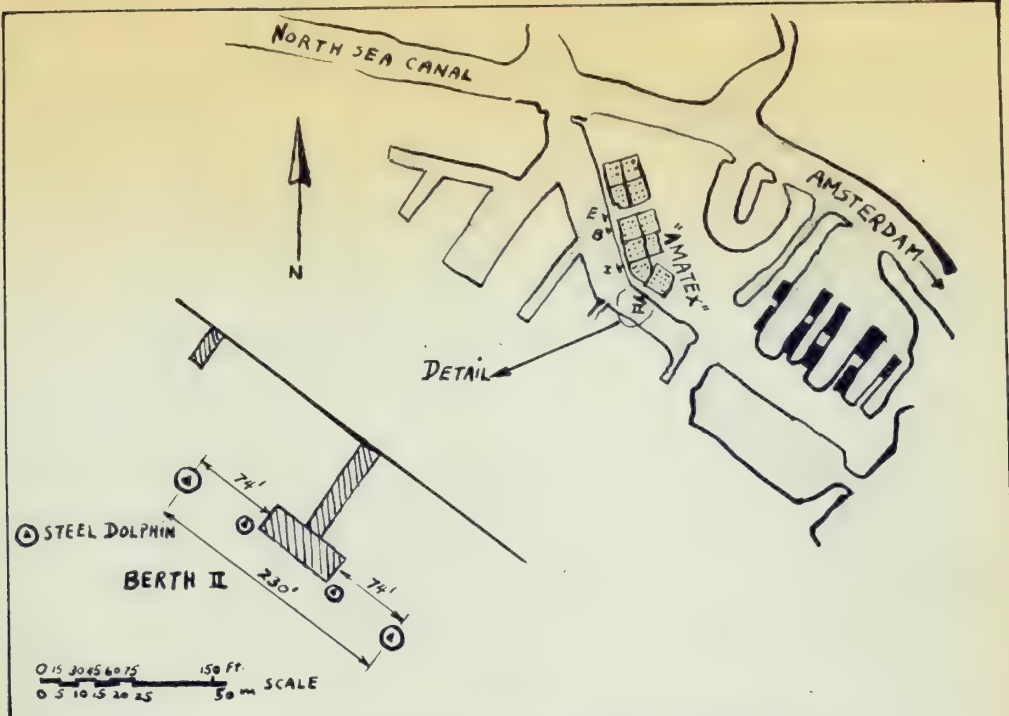 NORTH SEA CANAL
AMSTERDAM
E
B
"AMATEX"
I
II
N
DETAIL
74'
STEEL DOLPHIN
BERTH II
230'
74'
0 15 30 45 60 75 150 Ft.
0 5 10 15 20 25 50 m SCALE